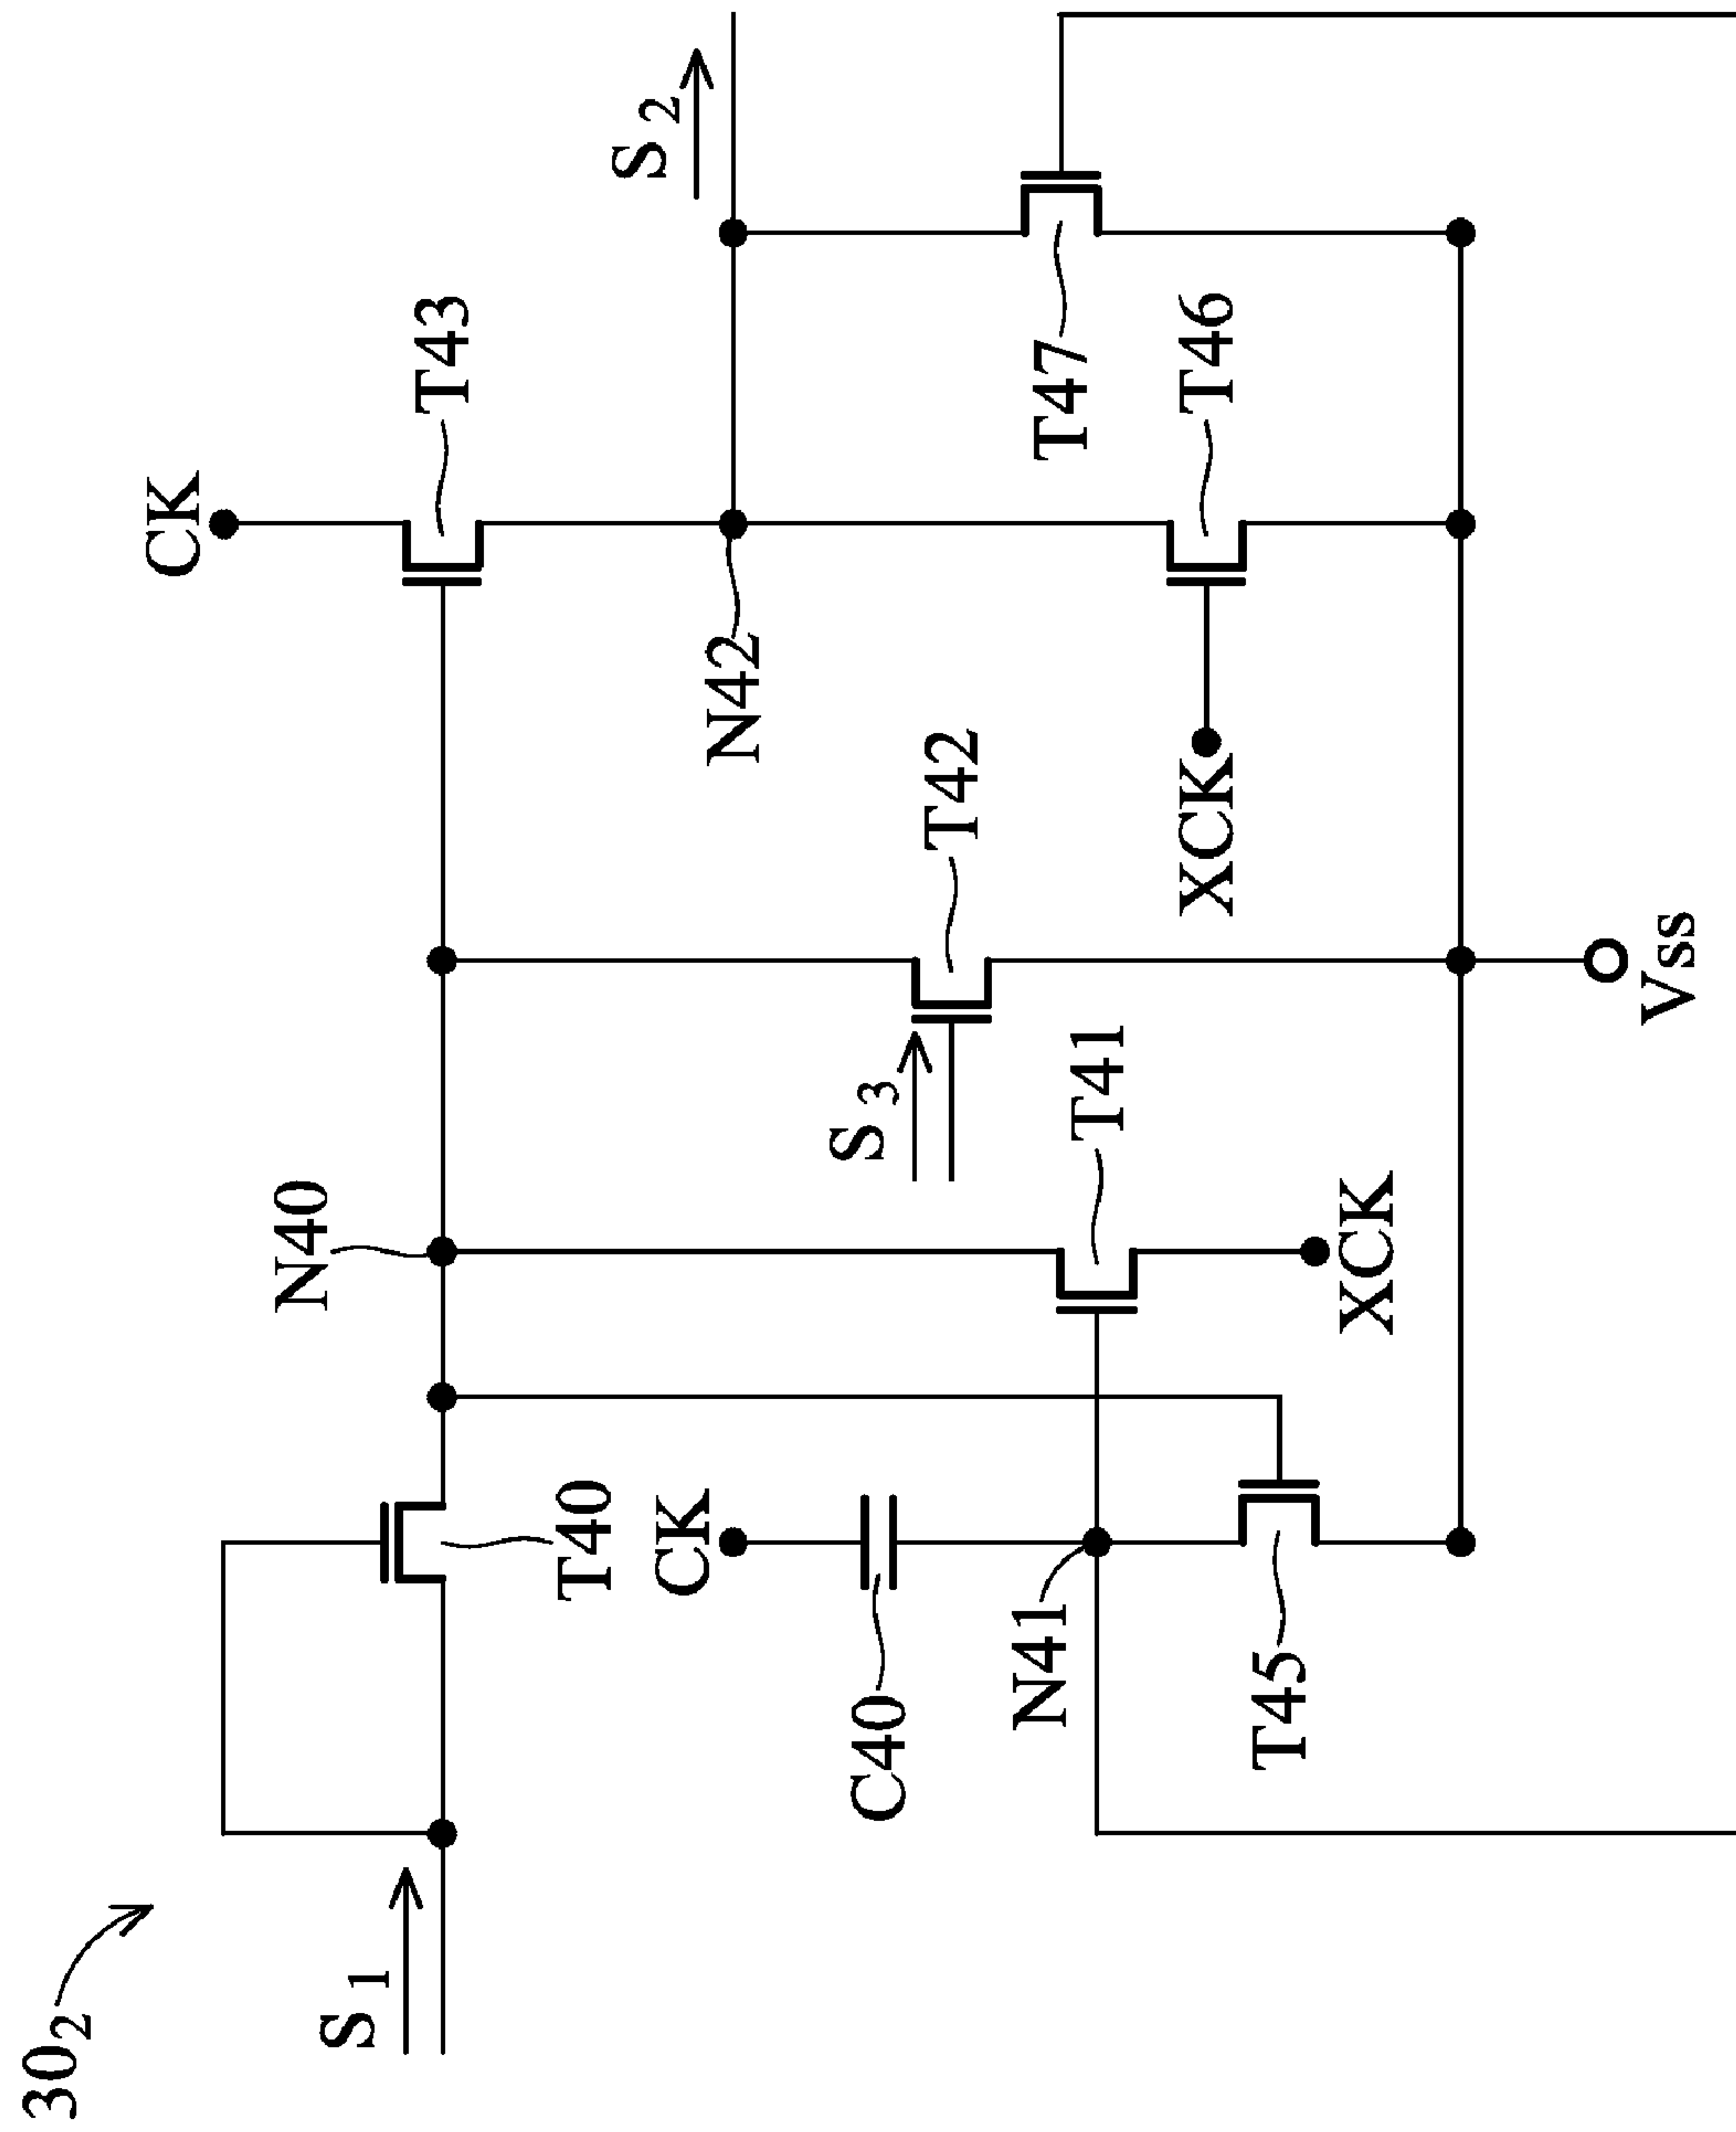 30₂
S₁
T40
N40
CK
T43
S₂
CK
C40
N41
T45
T41
XCK
S₃
T42
N42
XCK
T46
T47
Vss